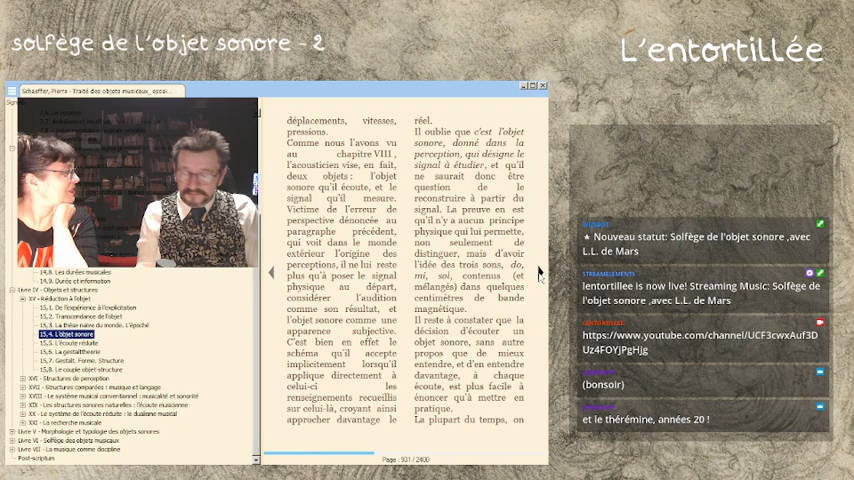 solfège de l'objet sonore - 2
L'entortillée
Schaeffer, Pierre - Traité des objets musicaux_ essai...
14,8. Les durées musicales
14,9. Durée et information
Livre IV - Objets et structures
XV - Réduction à l'objet
15,1. De l'expérience à l'explicitation
15,2. Transcendance de l'objet
15,3. La thèse naïve du monde. L'époché
15,4. L'objet sonore
15,5. L'écoute réduite
15,6. La gestalttheorie
15,7. Gestalt. Forme. Structure
15,8. Le couple objet-structure
XVI - Structures de perception
XVII - Structures comparées : musique et langage
XVIII - Le système musical conventionnel : musicalité et sonorité
XIX - Les structures sonores naturelles : l'écoute musicienne
XX - Le système de l'écoute réduite : le dualisme musical
XXI - La recherche musicale
Livre V - Morphologie et typologie des objets sonores
Livre VI - Solfège des objets musicaux
Livre VII - La musique comme discipline
Post-scriptum
déplacements, vitesses,
pressions.
Comme nous l'avons vu
au chapitre VIII ,
l'acousticien vise, en fait,
deux objets : l'objet
sonore qu'il écoute, et le
signal qu'il mesure.
Victime de l'erreur de
perspective dénoncée au
paragraphe précédent,
qui voit dans le monde
extérieur l'origine des
perceptions, il ne lui reste
plus qu'à poser le signal
physique au départ,
considérer l'audition
comme son résultat, et
l'objet sonore comme une
apparence subjective.
C'est bien en effet le
schéma qu'il accepte
implicitement lorsqu'il
applique directement à
celui-ci les
renseignements recueillis
sur celui-là, croyant ainsi
approcher davantage le
réel.
Il oublie que c'est l'objet
sonore, donné dans la
perception, qui désigne le
signal à étudier, et qu'il
ne saurait donc être
question de le
reconstruire à partir du
signal. La preuve en est
qu'il n'y a aucun principe
physique qui lui permette,
non seulement de
distinguer, mais d'avoir
l'idée des trois sons, do,
mi, sol, contenus (et
mélangés) dans quelques
centimètres de bande
magnétique.
Il reste à constater que la
décision d'écouter un
objet sonore, sans autre
propos que de mieux
entendre, et d'en entendre
davantage, à chaque
écoute, est plus facile à
énoncer qu'à mettre en
pratique.
La plupart du temps, on
Page : 931 / 2400
★ Nouveau statut: Solfège de l'objet sonore ,avec
L.L. de Mars
STREAMELEMENTS
lentortillee is now live! Streaming Music: Solfège de
l'objet sonore ,avec L.L. de Mars
https://www.youtube.com/channel/UCF3cwxAuf3D
Uz4FOYjPgHjg
(bonsoir)
et le thérémine, années 20 !